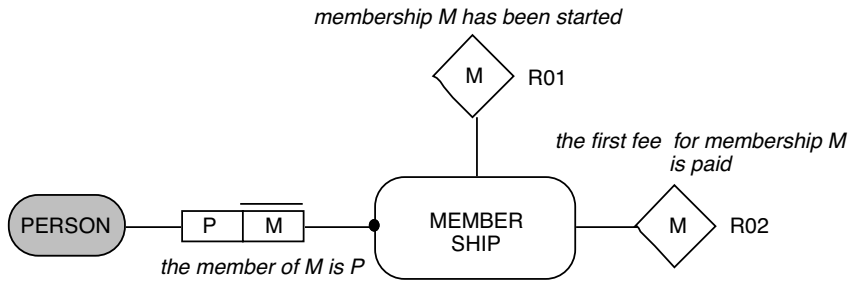 membership M has been started
M
R01
the first fee for membership M
is paid
PERSON
P
M
MEMBER
SHIP
M
R02
the member of M is P